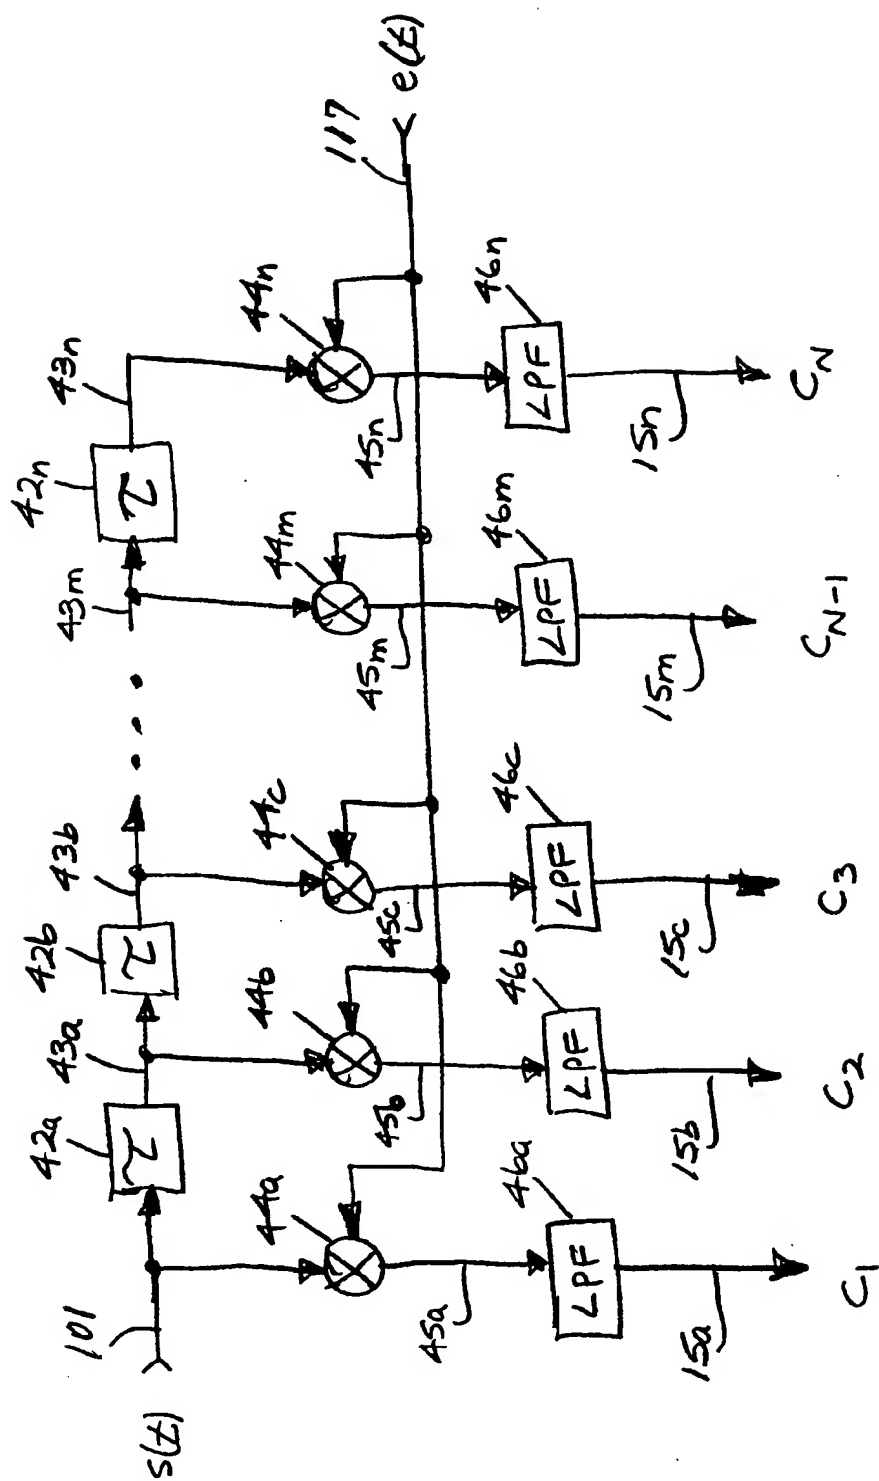 s(t)
101
42a
43a
42b
43b
43m
42n
43n
τ
τ
τ
44a
44b
44c
44m
44n
117
e(t)
45a
45b
45c
45m
45n
46a
46b
46c
46m
46n
LPF
LPF
LPF
LPF
LPF
15a
15b
15c
15m
15n
C1
C2
C3
CN-1
CN